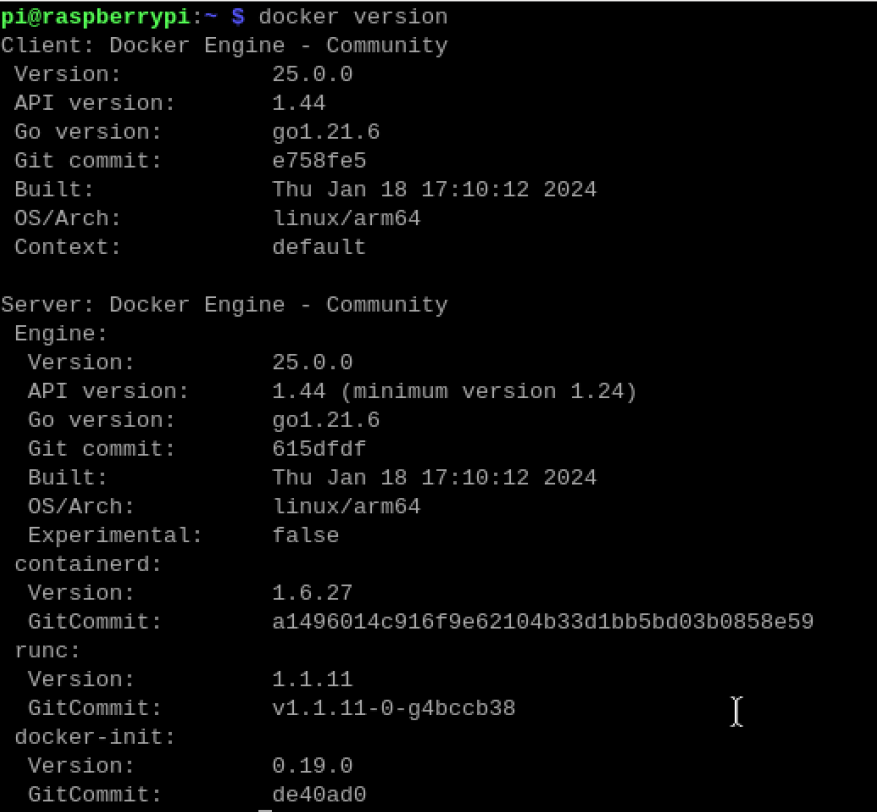 pi@raspberrypi:~ $ docker version
Client: Docker Engine - Community
 Version:           25.0.0
 API version:       1.44
 Go version:        go1.21.6
 Git commit:        e758fe5
 Built:             Thu Jan 18 17:10:12 2024
 OS/Arch:           linux/arm64
 Context:           default

Server: Docker Engine - Community
 Engine:
  Version:          25.0.0
  API version:      1.44 (minimum version 1.24)
  Go version:       go1.21.6
  Git commit:       615dfdf
  Built:            Thu Jan 18 17:10:12 2024
  OS/Arch:          linux/arm64
  Experimental:     false
 containerd:
  Version:          1.6.27
  GitCommit:        a1496014c916f9e62104b33d1bb5bd03b0858e59
 runc:
  Version:          1.1.11
  GitCommit:        v1.1.11-0-g4bccb38
 docker-init:
  Version:          0.19.0
  GitCommit:        de40ad0